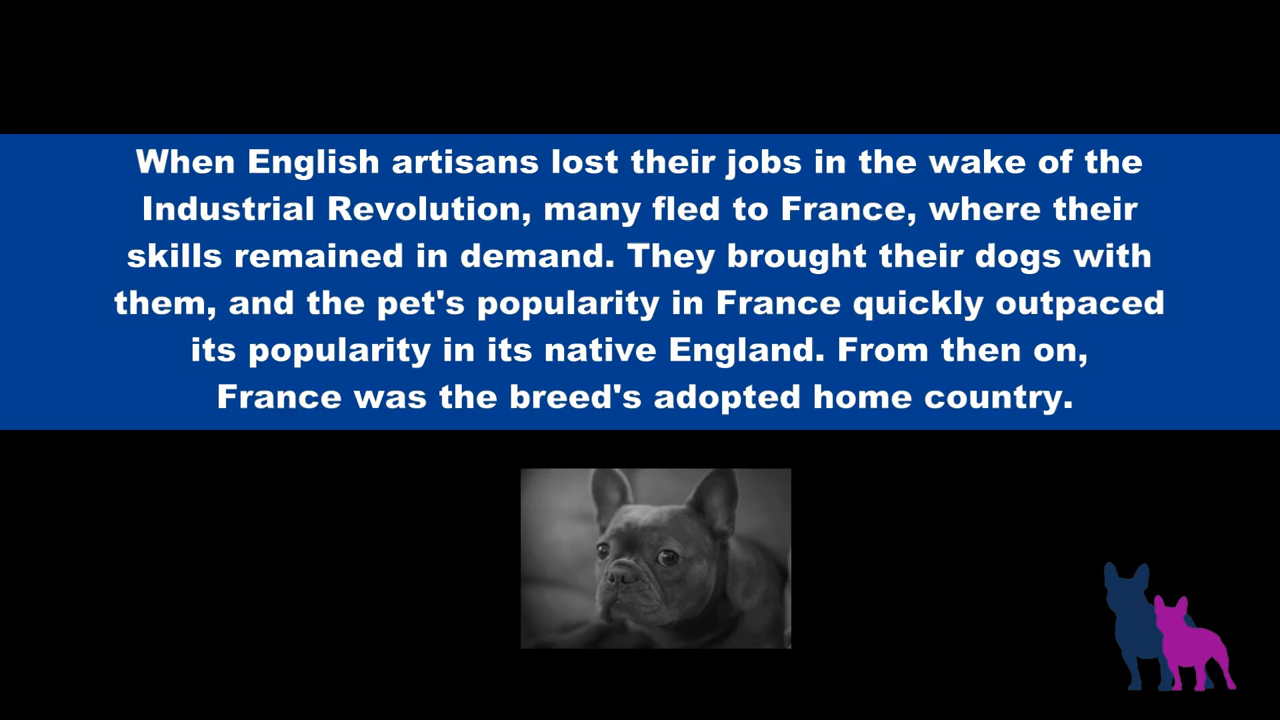 When English artisans lost their jobs in the wake of the
Industrial Revolution, many fled to France, where their
skills remained in demand. They brought their dogs with
them, and the pet's popularity in France quickly outpaced
its popularity in its native England. From then on,
France was the breed's adopted home country.